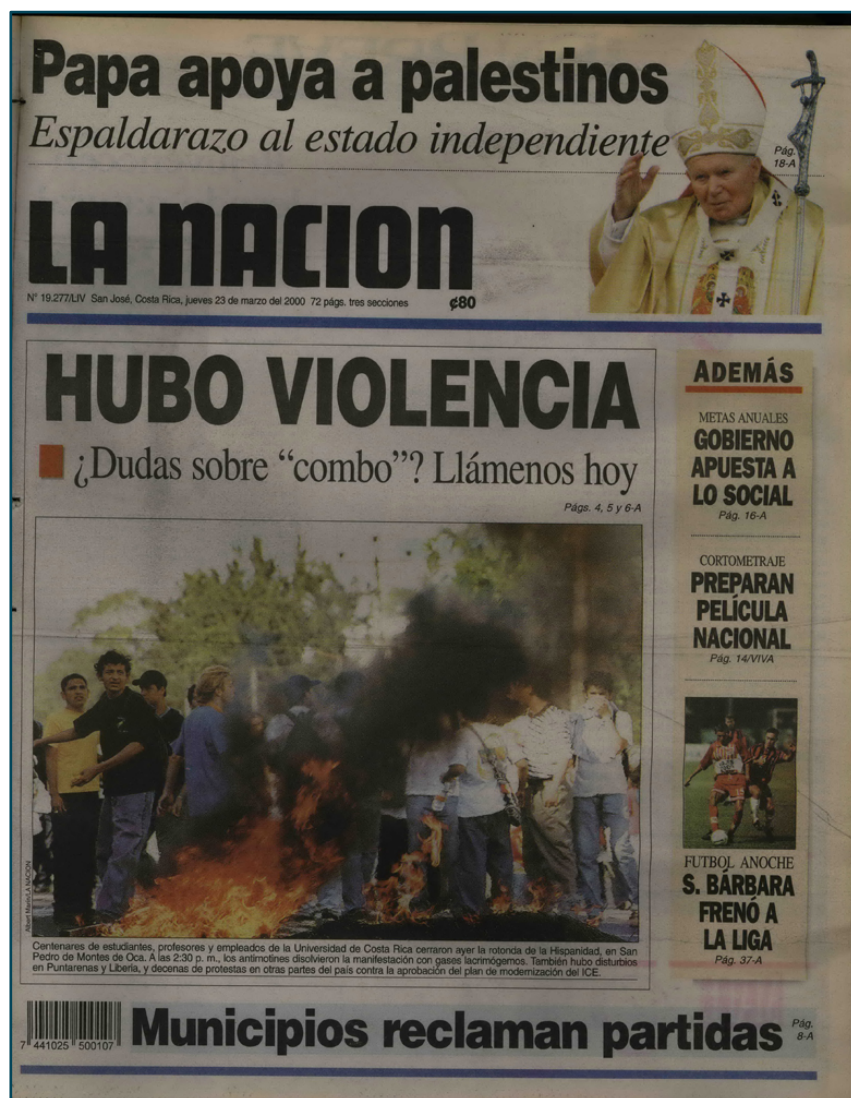 Papa apoya a palestinos
Espaldarazo al estado independiente
Pág.
18-A
LA NACION
N° 19.277/LIV San José, Costa Rica, jueves 23 de marzo del 2000 72 págs. tres secciones
¢80
HUBO VIOLENCIA
¿Dudas sobre “combo”? Llámenos hoy
Págs. 4, 5 y 6-A
Albert Marín/LA NACION
Centenares de estudiantes, profesores y empleados de la Universidad de Costa Rica cerraron ayer la rotonda de la Hispanidad, en San
Pedro de Montes de Oca. A las 2:30 p. m., los antimotines disolvieron la manifestación con gases lacrimógemos. También hubo disturbios
en Puntarenas y Liberia, y decenas de protestas en otras partes del país contra la aprobación del plan de modernización del ICE.
ADEMÁS
METAS ANUALES
GOBIERNO
APUESTA A
LO SOCIAL
Pág. 16-A
CORTOMETRAJE
PREPARAN
PELÍCULA
NACIONAL
Pág. 14/VIVA
FUTBOL ANOCHE
S. BÁRBARA
FRENÓ A
LA LIGA
Pág. 37-A
7 441025 500107
Municipios reclaman partidas
Pág.
8-A